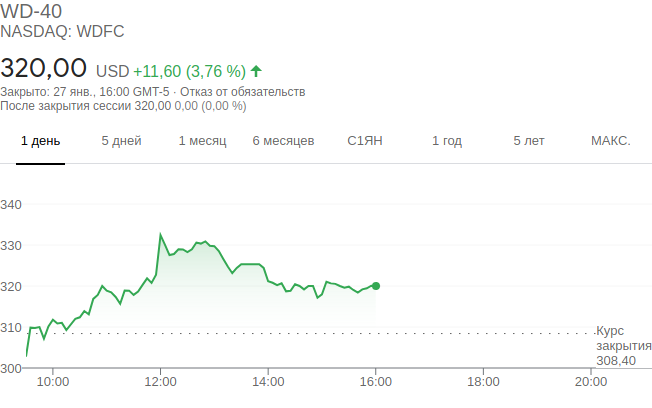 WD-40
NASDAQ: WDFC
320,00 USD +11,60 (3,76 %)
Закрыто: 27 янв., 16:00 GMT-5 · Отказ от обязательств
После закрытия сессии 320,00 0,00 (0,00 %)
1 день 5 дней 1 месяц 6 месяцев С1ЯН 1 год 5 лет МАКС.
340
330
320
310
Курс
закрытия
308,40
300
10:00 12:00 14:00 16:00 18:00 20:00